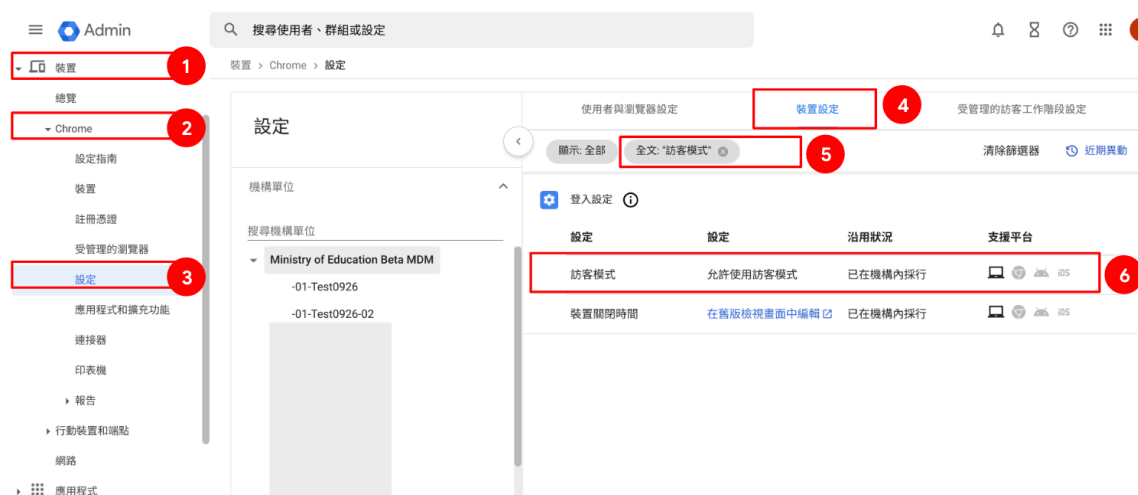 Admin
搜尋使用者、群組或設定
裝置 1
裝置 > Chrome > 設定
總覽
Chrome 2
設定指南
裝置
註冊憑證
受管理的瀏覽器
設定 3
應用程式和擴充功能
連接器
印表機
報告
行動裝置和端點
網路
應用程式
設定
機構單位
搜尋機構單位
Ministry of Education Beta MDM
-01-Test0926
-01-Test0926-02
使用者與瀏覽器設定 裝置設定 4 受管理的訪客工作階段設定
顯示: 全部 全文: "訪客模式" 5 清除篩選器 近期異動
登入設定
設定 設定 沿用狀況 支援平台
訪客模式 允許使用訪客模式 已在機構內採行 iOS 6
裝置關閉時間 在舊版檢視畫面中編輯 已在機構內採行 iOS